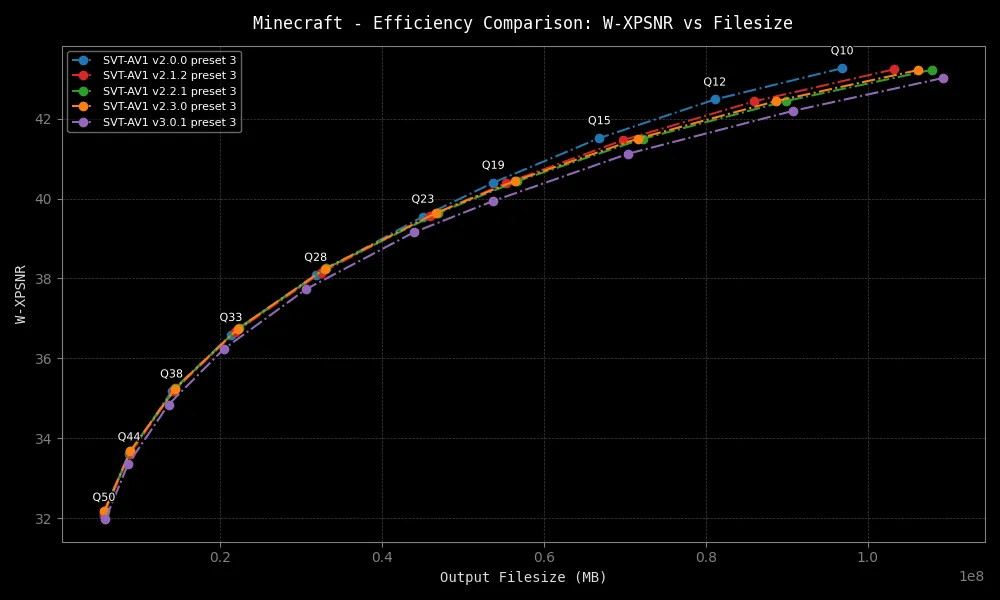 Minecraft - Efficiency Comparison: W-XPSNR vs Filesize
SVT-AV1 v2.0.0 preset 3
SVT-AV1 v2.1.2 preset 3
SVT-AV1 v2.2.1 preset 3
SVT-AV1 v2.3.0 preset 3
SVT-AV1 v3.0.1 preset 3
Q10
Q12
Q15
Q19
Q23
Q28
Q33
Q38
Q44
Q50
W-XPSNR
42
40
38
36
34
32
0.2 0.4 0.6 0.8 1.0
1e8
Output Filesize (MB)